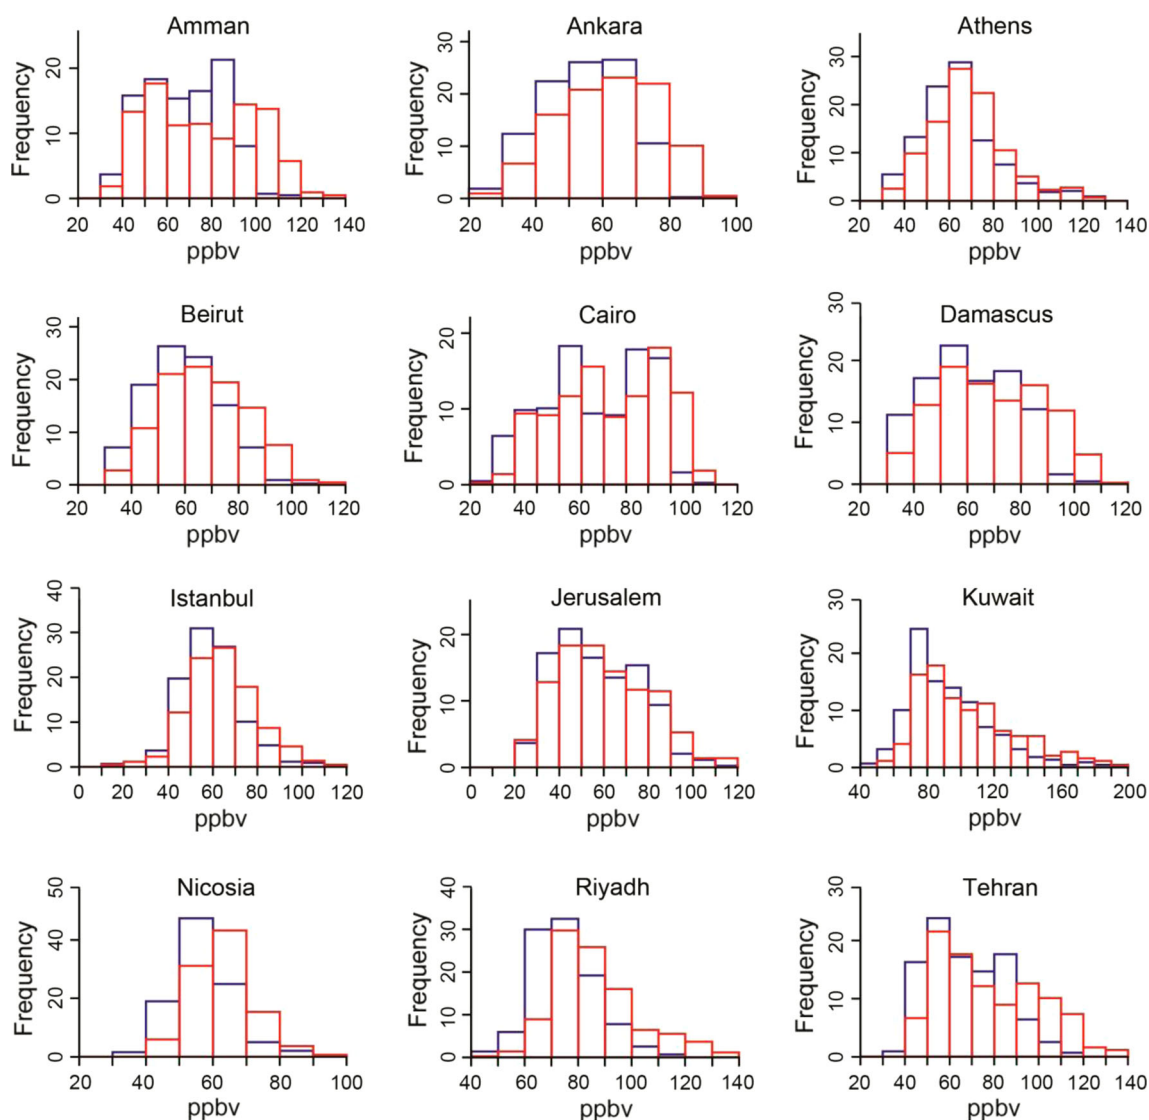 Amman
Frequency
0 10 20
20 40 60 80 100 120 140
ppbv
Ankara
Frequency
0 10 20 30
20 40 60 80 100
ppbv
Athens
Frequency
0 10 20 30
20 40 60 80 100 120 140
ppbv
Beirut
Frequency
0 10 20 30
20 40 60 80 100 120
ppbv
Cairo
Frequency
0 10 20
20 40 60 80 100 120
ppbv
Damascus
Frequency
0 10 20 30
20 40 60 80 100 120
ppbv
Istanbul
Frequency
0 10 20 30 40
0 20 40 60 80 100 120
ppbv
Jerusalem
Frequency
0 10 20
0 20 40 60 80 100 120
ppbv
Kuwait
Frequency
0 10 20 30
40 80 120 200
ppbv
Nicosia
Frequency
0 20 40 50
20 40 60 80 100
ppbv
Riyadh
Frequency
0 10 20 30 40
40 60 80 100 120 140
ppbv
Tehran
Frequency
0 10 20 30
20 40 60 80 100 120 140
ppbv